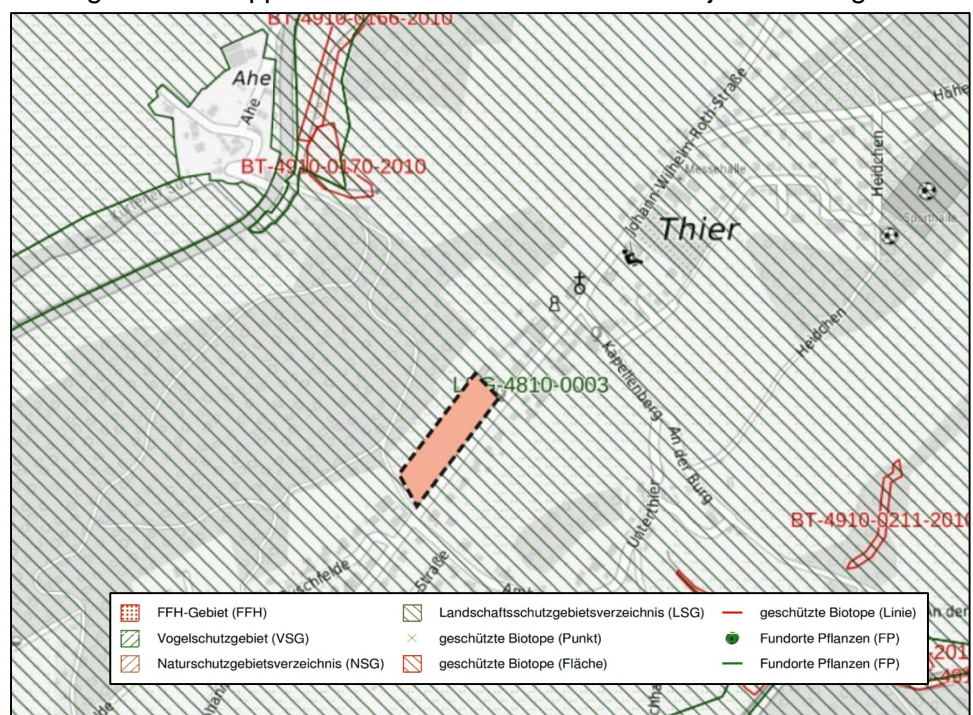 BT-4910-0166-2010
Ahe
Ahe
BT-4910-0170-2010
Johann-Wilhelm-Roth-Straße
Messehalle
Höhe
Heidchen
Sporthalle
Thier
Heidchen
Kapellenberg
LSG-4810-0003
An der Burg
Unterthier
BT-4910-0211-2010
Straße
FFH-Gebiet (FFH)
Vogelschutzgebiet (VSG)
Naturschutzgebietsverzeichnis (NSG)
Landschaftsschutzgebietsverzeichnis (LSG)
geschützte Biotope (Punkt)
geschützte Biotope (Fläche)
geschützte Biotope (Linie)
Fundorte Pflanzen (FP)
Fundorte Pflanzen (FP)